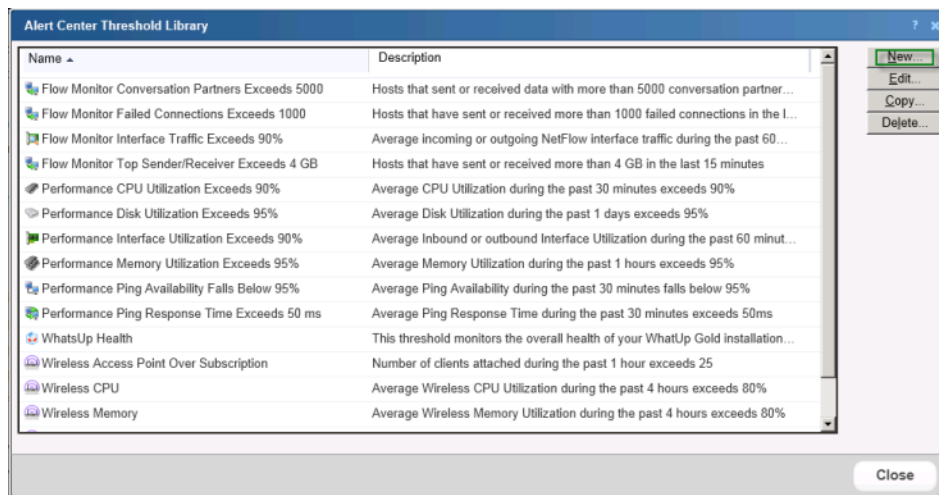 Alert Center Threshold Library ? x
Name Description
Flow Monitor Conversation Partners Exceeds 5000 Hosts that sent or received data with more than 5000 conversation partner...
Flow Monitor Failed Connections Exceeds 1000 Hosts that have sent or received more than 1000 failed connections in the l...
Flow Monitor Interface Traffic Exceeds 90% Average incoming or outgoing NetFlow interface traffic during the past 60...
Flow Monitor Top Sender/Receiver Exceeds 4 GB Hosts that have sent or received more than 4 GB in the last 15 minutes
Performance CPU Utilization Exceeds 90% Average CPU Utilization during the past 30 minutes exceeds 90%
Performance Disk Utilization Exceeds 95% Average Disk Utilization during the past 1 days exceeds 95%
Performance Interface Utilization Exceeds 90% Average Inbound or outbound Interface Utilization during the past 60 minut...
Performance Memory Utilization Exceeds 95% Average Memory Utilization during the past 1 hours exceeds 95%
Performance Ping Availability Falls Below 95% Average Ping Availability during the past 30 minutes falls below 95%
Performance Ping Response Time Exceeds 50 ms Average Ping Response Time during the past 30 minutes exceeds 50ms
WhatsUp Health This threshold monitors the overall health of your WhatUp Gold installation...
Wireless Access Point Over Subscription Number of clients attached during the past 1 hour exceeds 25
Wireless CPU Average Wireless CPU Utilization during the past 4 hours exceeds 80%
Wireless Memory Average Wireless Memory Utilization during the past 4 hours exceeds 80%
New...
Edit...
Copy...
Delete...
Close